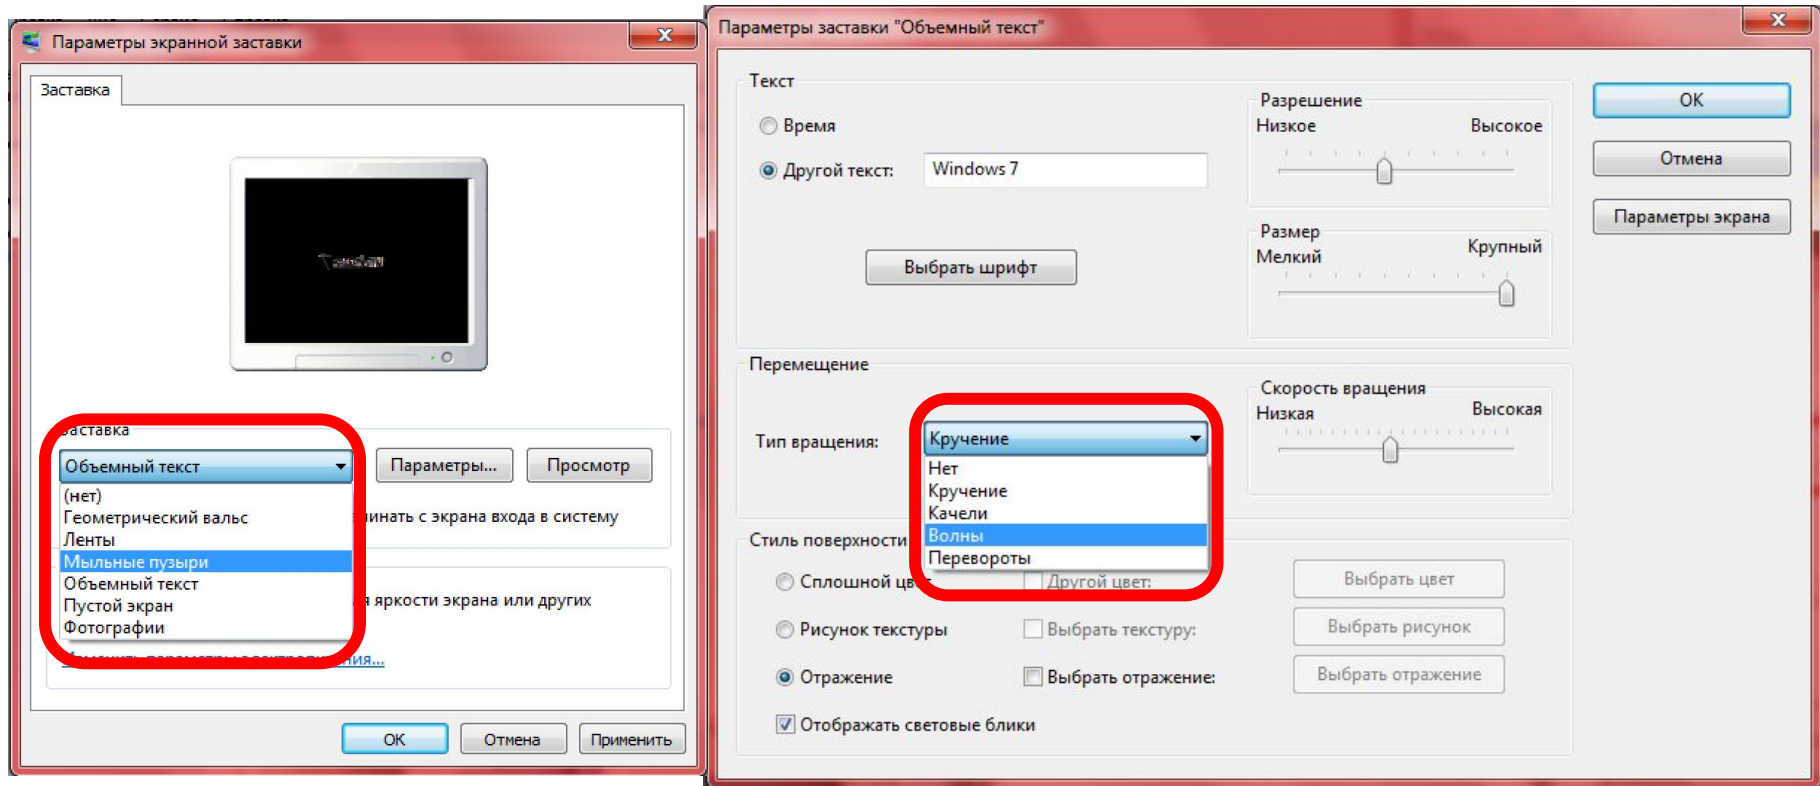 Параметры экранной заставки
Заставка
Заставка
Объемный текст
Параметры...
Просмотр
(нет)
Геометрический вальс
Ленты
Мыльные пузыри
Объемный текст
Пустой экран
Фотографии
инать с экрана входа в систему
яркости экрана или других
OK
Отмена
Применить
Параметры заставки "Объемный текст"
Текст
Время
Другой текст:
Windows 7
Выбрать шрифт
Разрешение
Низкое
Высокое
Размер
Мелкий
Крупный
OK
Отмена
Параметры экрана
Перемещение
Тип вращения:
Кручение
Нет
Кручение
Качели
Волны
Перевороты
Скорость вращения
Низкая
Высокая
Стиль поверхности
Сплошной цвет
Другой цвет:
Выбрать цвет
Рисунок текстуры
Выбрать текстуру:
Выбрать рисунок
Отражение
Выбрать отражение:
Выбрать отражение
Отображать световые блики